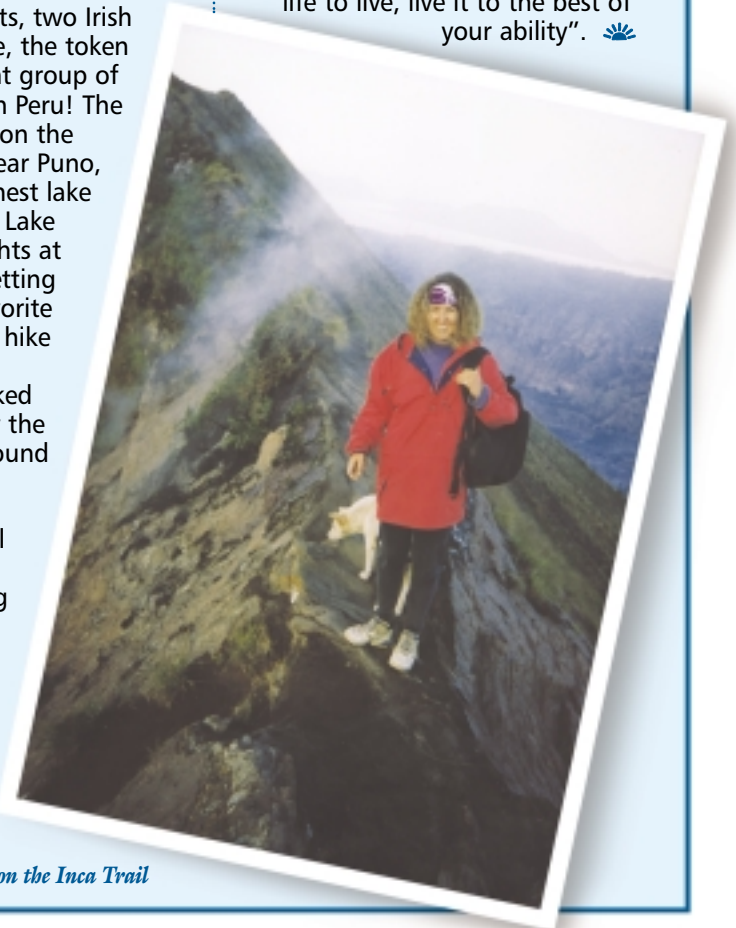 ts, two Irish
e, the token
t group of
n Peru! The
on the
ear Puno,
nest lake
Lake
hts at
etting
orite
hike
ked
the
ound
l
g
life to live, live it to the best of
your ability”.
on the Inca Trail